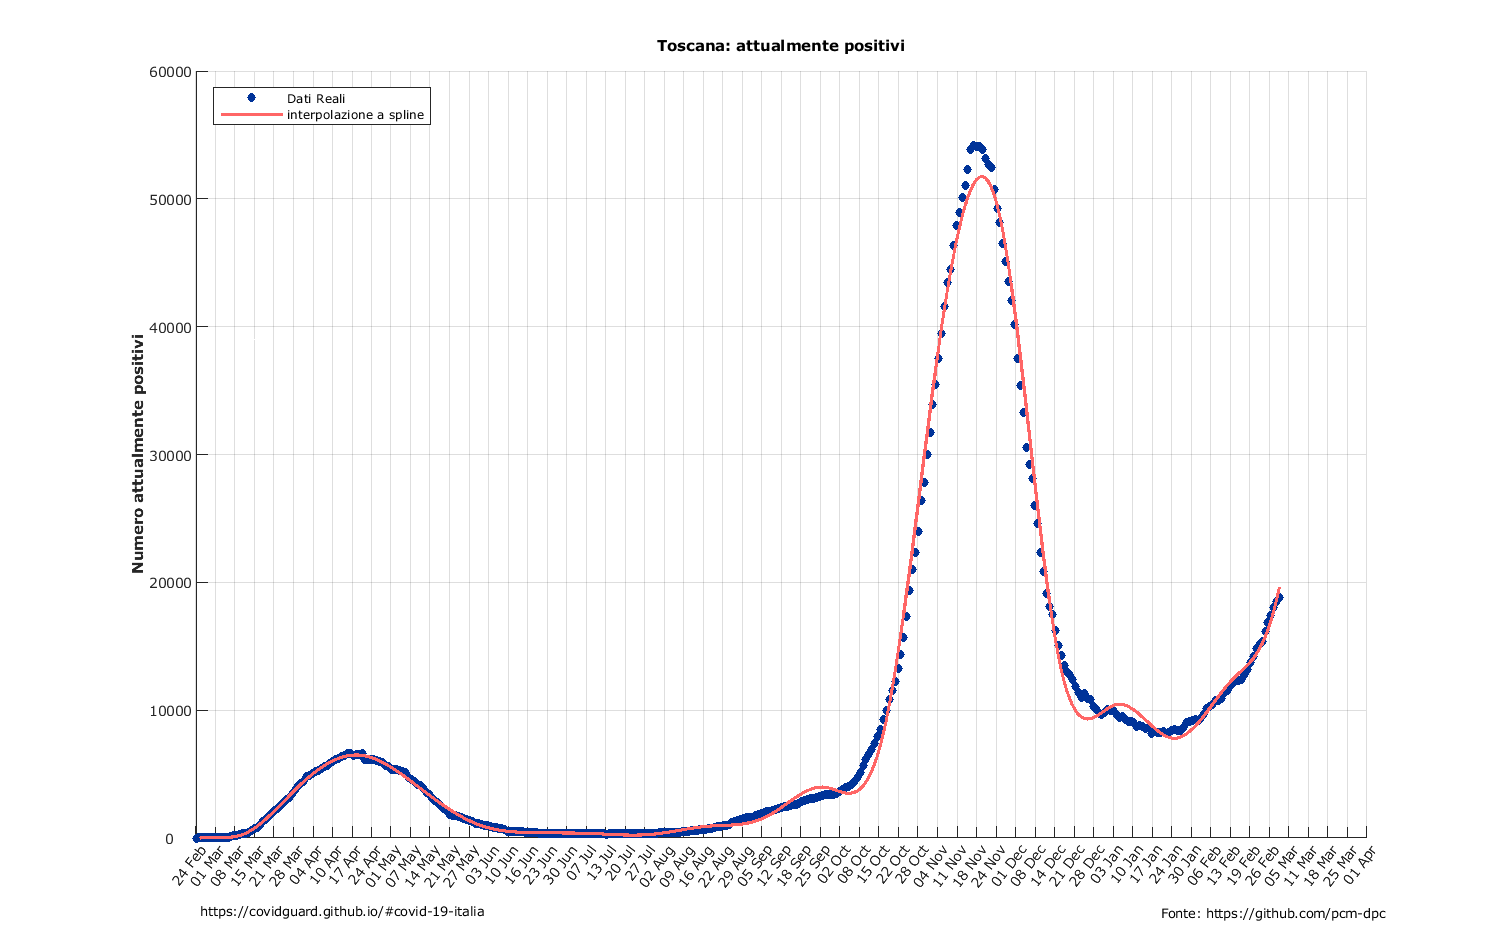 Toscana: attualmente positivi
Dati Reali
interpolazione a spline
Numero attualmente positivi
60000
50000
40000
30000
20000
10000
0
24 Feb
01 Mar
08 Mar
15 Mar
21 Mar
28 Mar
04 Apr
10 Apr
17 Apr
24 Apr
01 May
07 May
14 May
21 May
27 May
03 Jun
10 Jun
16 Jun
23 Jun
30 Jun
07 Jul
13 Jul
20 Jul
27 Jul
02 Aug
09 Aug
16 Aug
22 Aug
29 Aug
05 Sep
12 Sep
18 Sep
25 Sep
02 Oct
08 Oct
15 Oct
22 Oct
28 Oct
04 Nov
11 Nov
18 Nov
24 Nov
01 Dec
08 Dec
14 Dec
21 Dec
28 Dec
03 Jan
10 Jan
17 Jan
24 Jan
30 Jan
06 Feb
13 Feb
19 Feb
26 Feb
05 Mar
11 Mar
18 Mar
25 Mar
01 Apr
https://covidguard.github.io/#covid-19-italia
Fonte: https://github.com/pcm-dpc